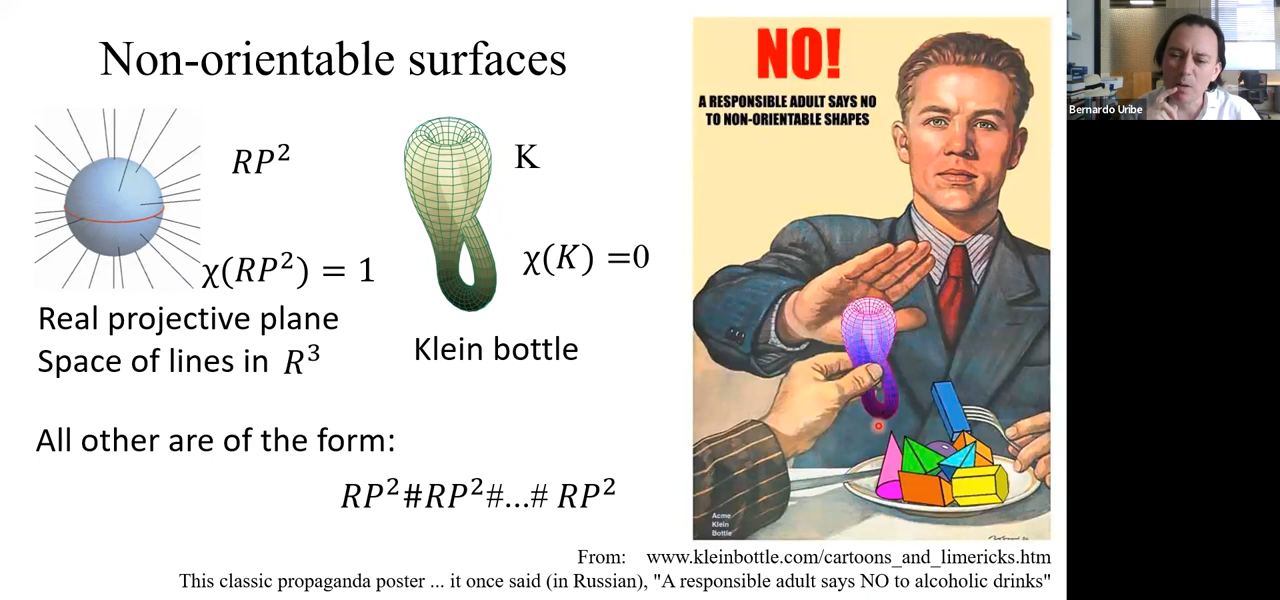 Non-orientable surfaces
RP²
χ(RP²) = 1
Real projective plane
Space of lines in R³
K
χ(K) =0
Klein bottle
All other are of the form:
RP²#RP²#...# RP²
NO!
A RESPONSIBLE ADULT SAYS NO
TO NON-ORIENTABLE SHAPES
Acme
Klein
Bottle
From: www.kleinbottle.com/cartoons_and_limericks.htm
This classic propaganda poster ... it once said (in Russian), "A responsible adult says NO to alcoholic drinks"
Bernardo Uribe